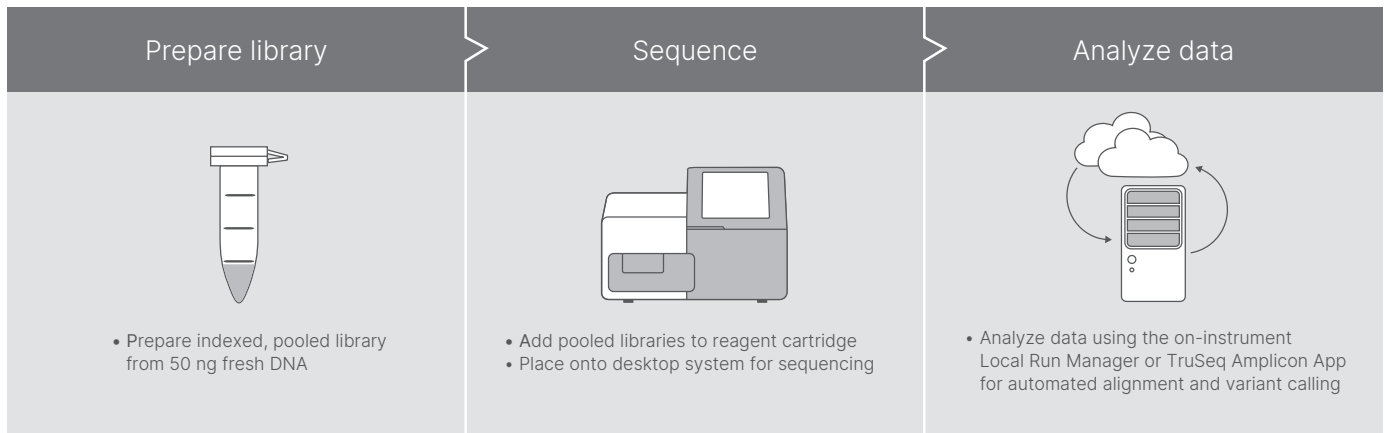 Prepare library
Sequence
Analyze data
• Prepare indexed, pooled library
from 50 ng fresh DNA
• Add pooled libraries to reagent cartridge
• Place onto desktop system for sequencing
• Analyze data using the on-instrument
Local Run Manager or TruSeq Amplicon App
for automated alignment and variant calling